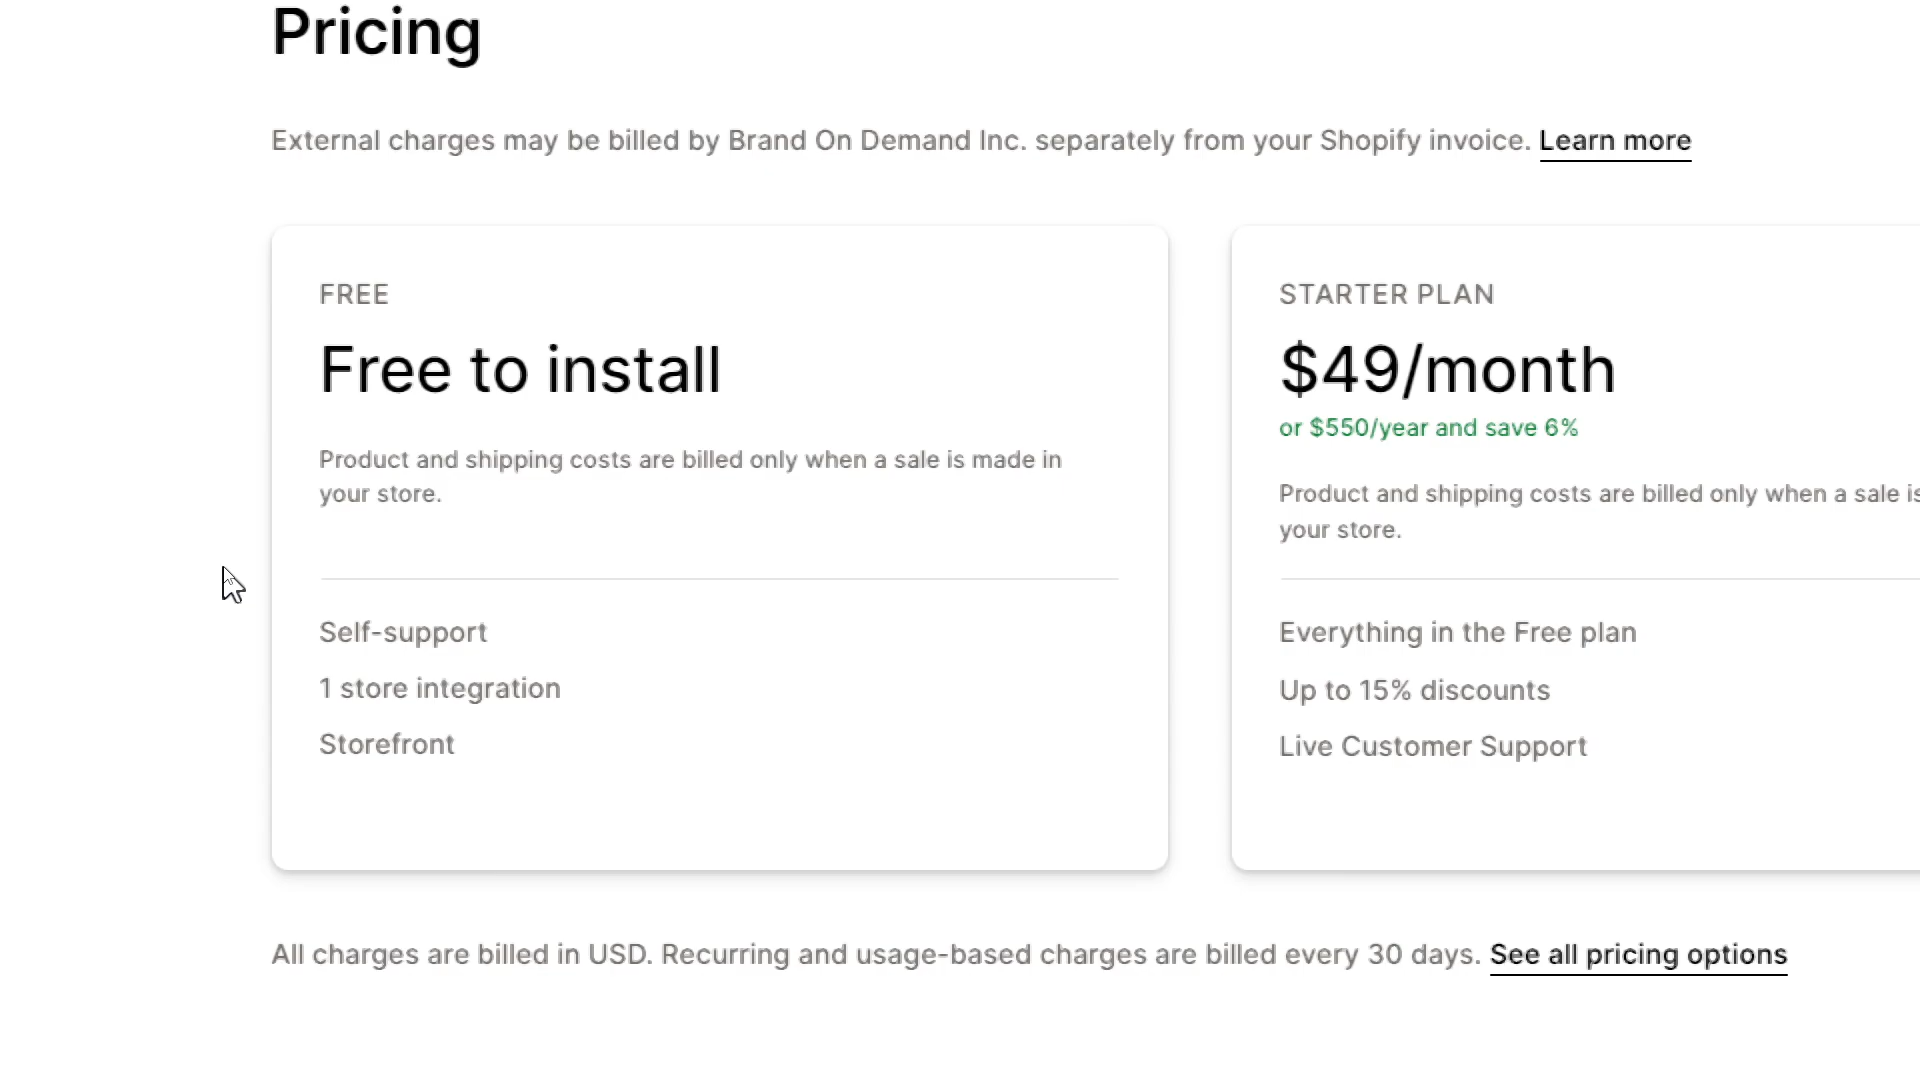 Pricing
External charges may be billed by Brand On Demand Inc. separately from your Shopify invoice. Learn more
FREE
Free to install
Product and shipping costs are billed only when a sale is made in
your store.
Self-support
1 store integration
Storefront
STARTER PLAN
$49/month
or $550/year and save 6%
Product and shipping costs are billed only when a sale is
your store.
Everything in the Free plan
Up to 15% discounts
Live Customer Support
All charges are billed in USD. Recurring and usage-based charges are billed every 30 days. See all pricing options